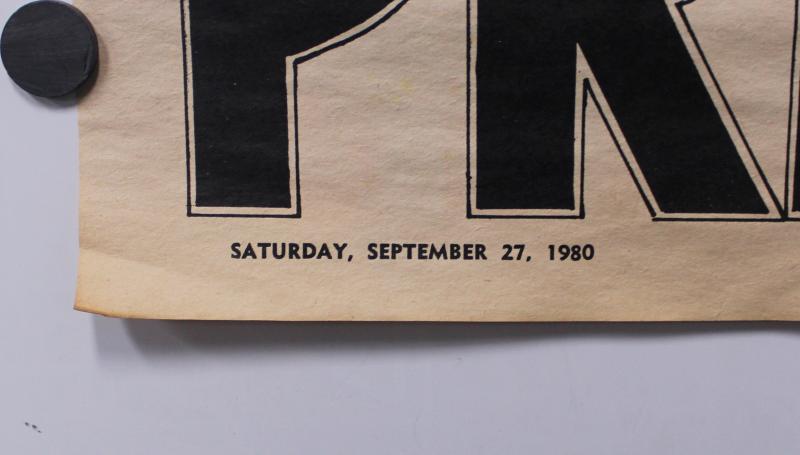 PR
SATURDAY, SEPTEMBER 27, 1980